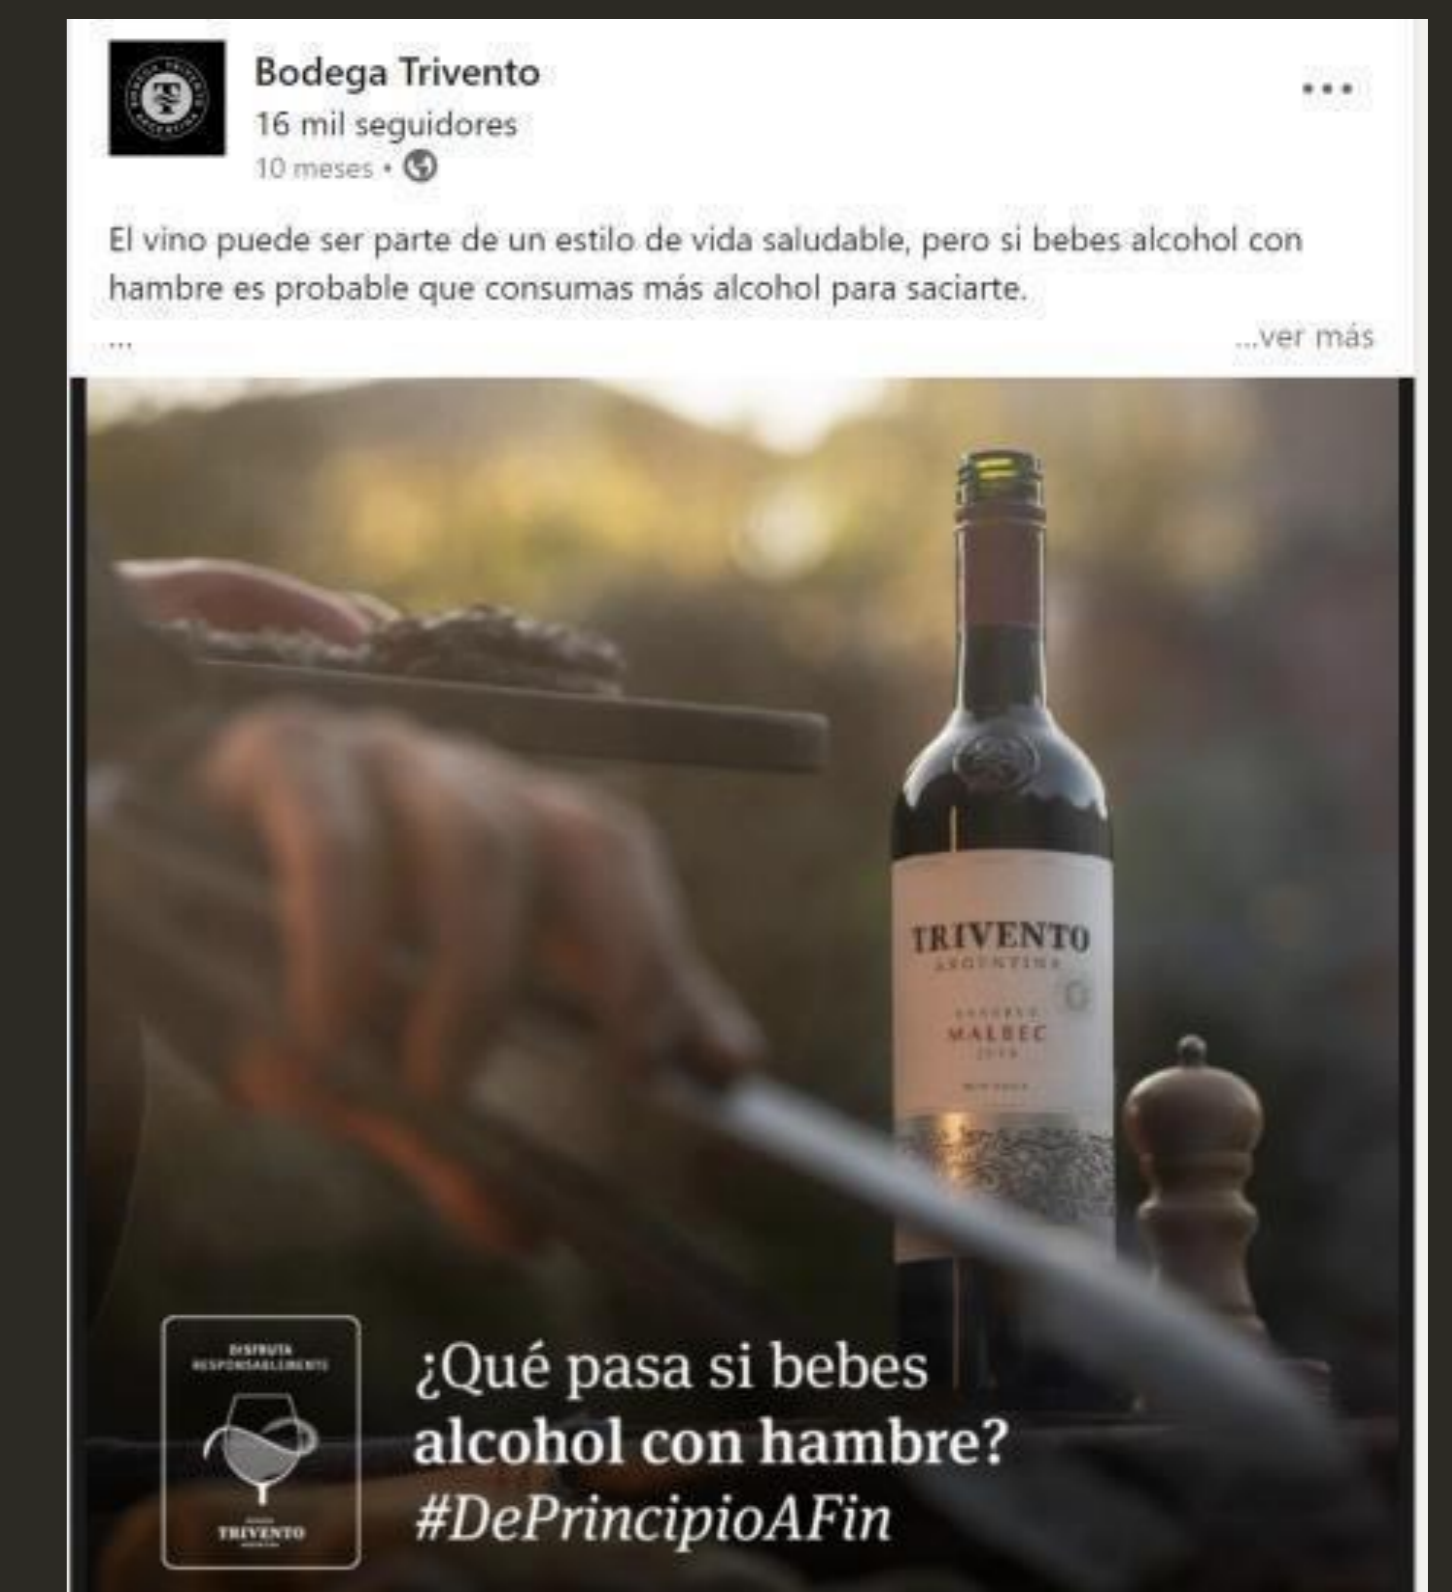 Bodega Trivento
16 mil seguidores
10 meses •
El vino puede ser parte de un estilo de vida saludable, pero si bebes alcohol con
hambre es probable que consumas más alcohol para saciarte.
...
...ver más
TRIVENTO
ARGENTINA
RESERVE
MALBEC
DISFRUTA
RESPONSABLEMENTE
TRIVENTO
¿Qué pasa si bebes
alcohol con hambre?
#DePrincipioAFin